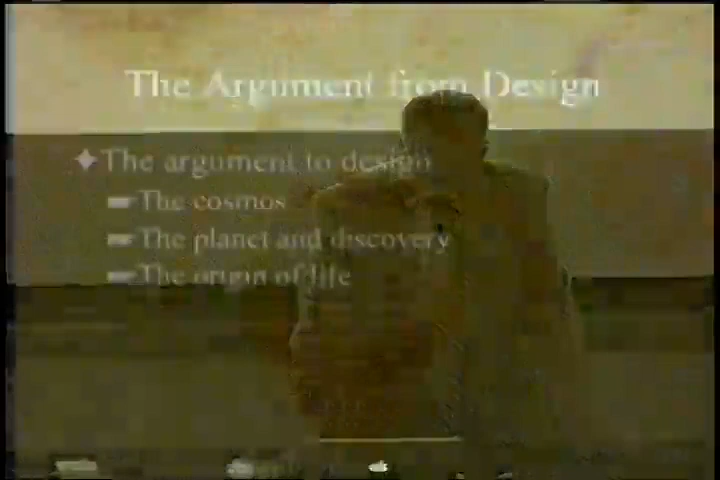 The Argument from Design
The argument to design
The cosmos
The planet and discovery
The origin of life